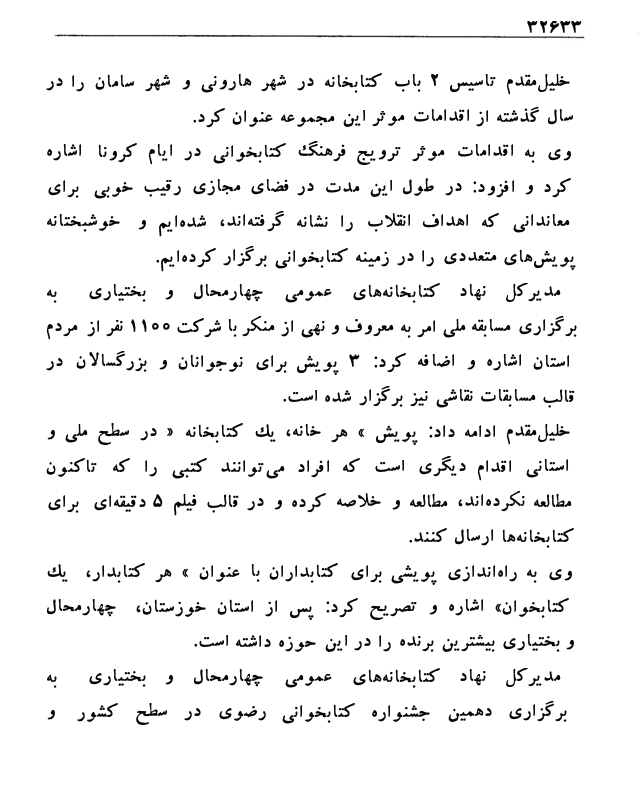 ۳۲۶۳۳
خلیل‌مقدم تاسیس ۲ باب کتابخانه در شهر هارونی و شهر سامان را در
سال گذشته از اقدامات موثر این مجموعه عنوان کرد.
وی به اقدامات موثر ترویج فرهنگ کتابخوانی در ایام کرونا اشاره
کرد و افزود: در طول این مدت در فضای مجازی رقیب خوبی برای
معاندانی که اهداف انقلاب را نشانه گرفته‌اند، شده‌ایم و خوشبختانه
پویش‌های متعددی را در زمینه کتابخوانی برگزار کرده‌ایم.
مدیرکل نهاد کتابخانه‌های عمومی چهارمحال و بختیاری به
برگزاری مسابقه ملی امر به معروف و نهی از منکر با شرکت ۱۱۰۰ نفر از مردم
استان اشاره و اضافه کرد: ۳ پویش برای نوجوانان و بزرگسالان در
قالب مسابقات نقاشی نیز برگزار شده است.
خلیل‌مقدم ادامه داد: پویش » هر خانه، یك کتابخانه « در سطح ملی و
استانی اقدام دیگری است که افراد می‌توانند کتبی را که تاکنون
مطالعه نکرده‌اند، مطالعه و خلاصه کرده و در قالب فیلم ۵ دقیقه‌ای برای
کتابخانه‌ها ارسال کنند.
وی به راه‌اندازی پویشی برای کتابداران با عنوان » هر کتابدار، یك
کتابخوان» اشاره و تصریح کرد: پس از استان خوزستان، چهارمحال
و بختیاری بیشترین برنده را در این حوزه داشته است.
مدیرکل نهاد کتابخانه‌های عمومی چهارمحال و بختیاری به
برگزاری دهمین جشنواره کتابخوانی رضوی در سطح کشور و